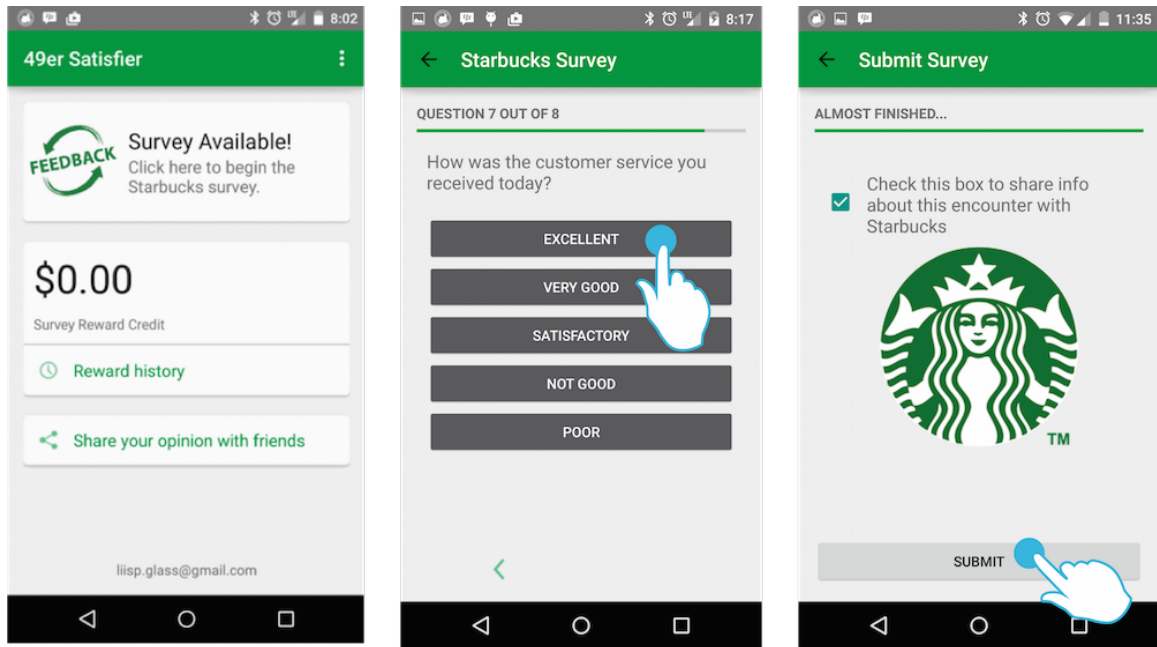 8:02
49er Satisfier
FEEDBACK
Survey Available!
Click here to begin the
Starbucks survey.
$0.00
Survey Reward Credit
Reward history
Share your opinion with friends
liisp.glass@gmail.com
LTE 8:17
Starbucks Survey
QUESTION 7 OUT OF 8
How was the customer service you
received today?
EXCELLENT
VERY GOOD
SATISFACTORY
NOT GOOD
POOR
11:35
Submit Survey
ALMOST FINISHED...
Check this box to share info
about this encounter with
Starbucks
TM
SUBMIT